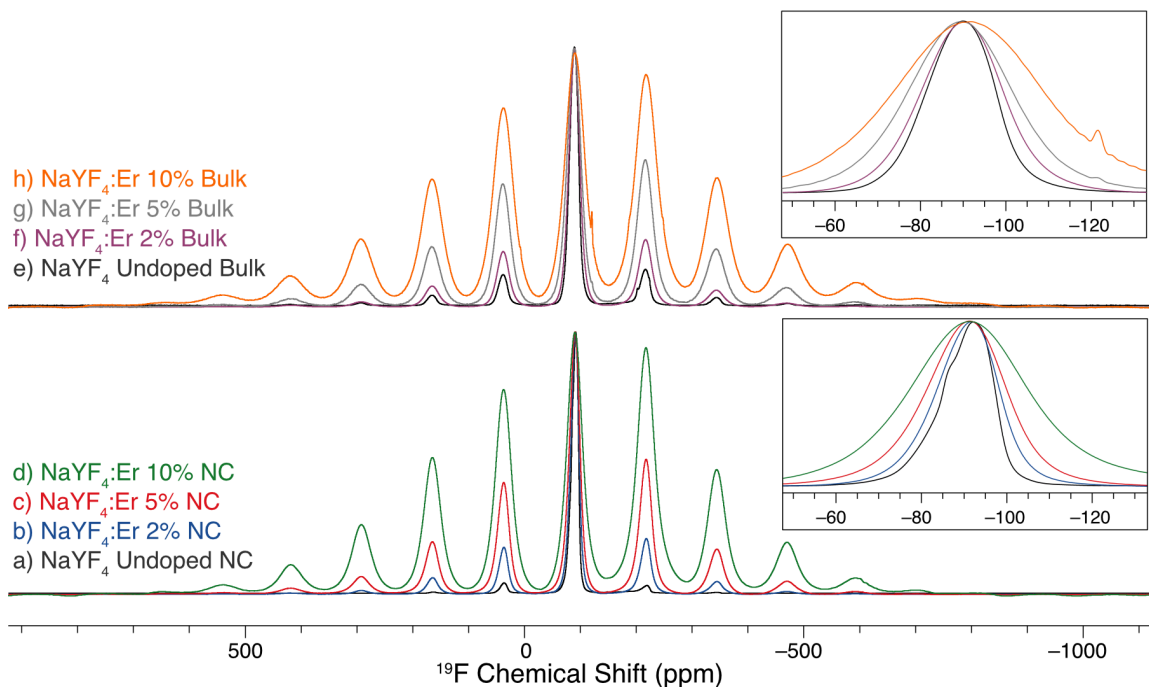 −60 −80 −100 −120
h) NaYF₄:Er 10% Bulk
g) NaYF₄:Er 5% Bulk
f) NaYF₄:Er 2% Bulk
e) NaYF₄ Undoped Bulk
−60 −80 −100 −120
d) NaYF₄:Er 10% NC
c) NaYF₄:Er 5% NC
b) NaYF₄:Er 2% NC
a) NaYF₄ Undoped NC
500 0 −500 −1000
¹⁹F Chemical Shift (ppm)